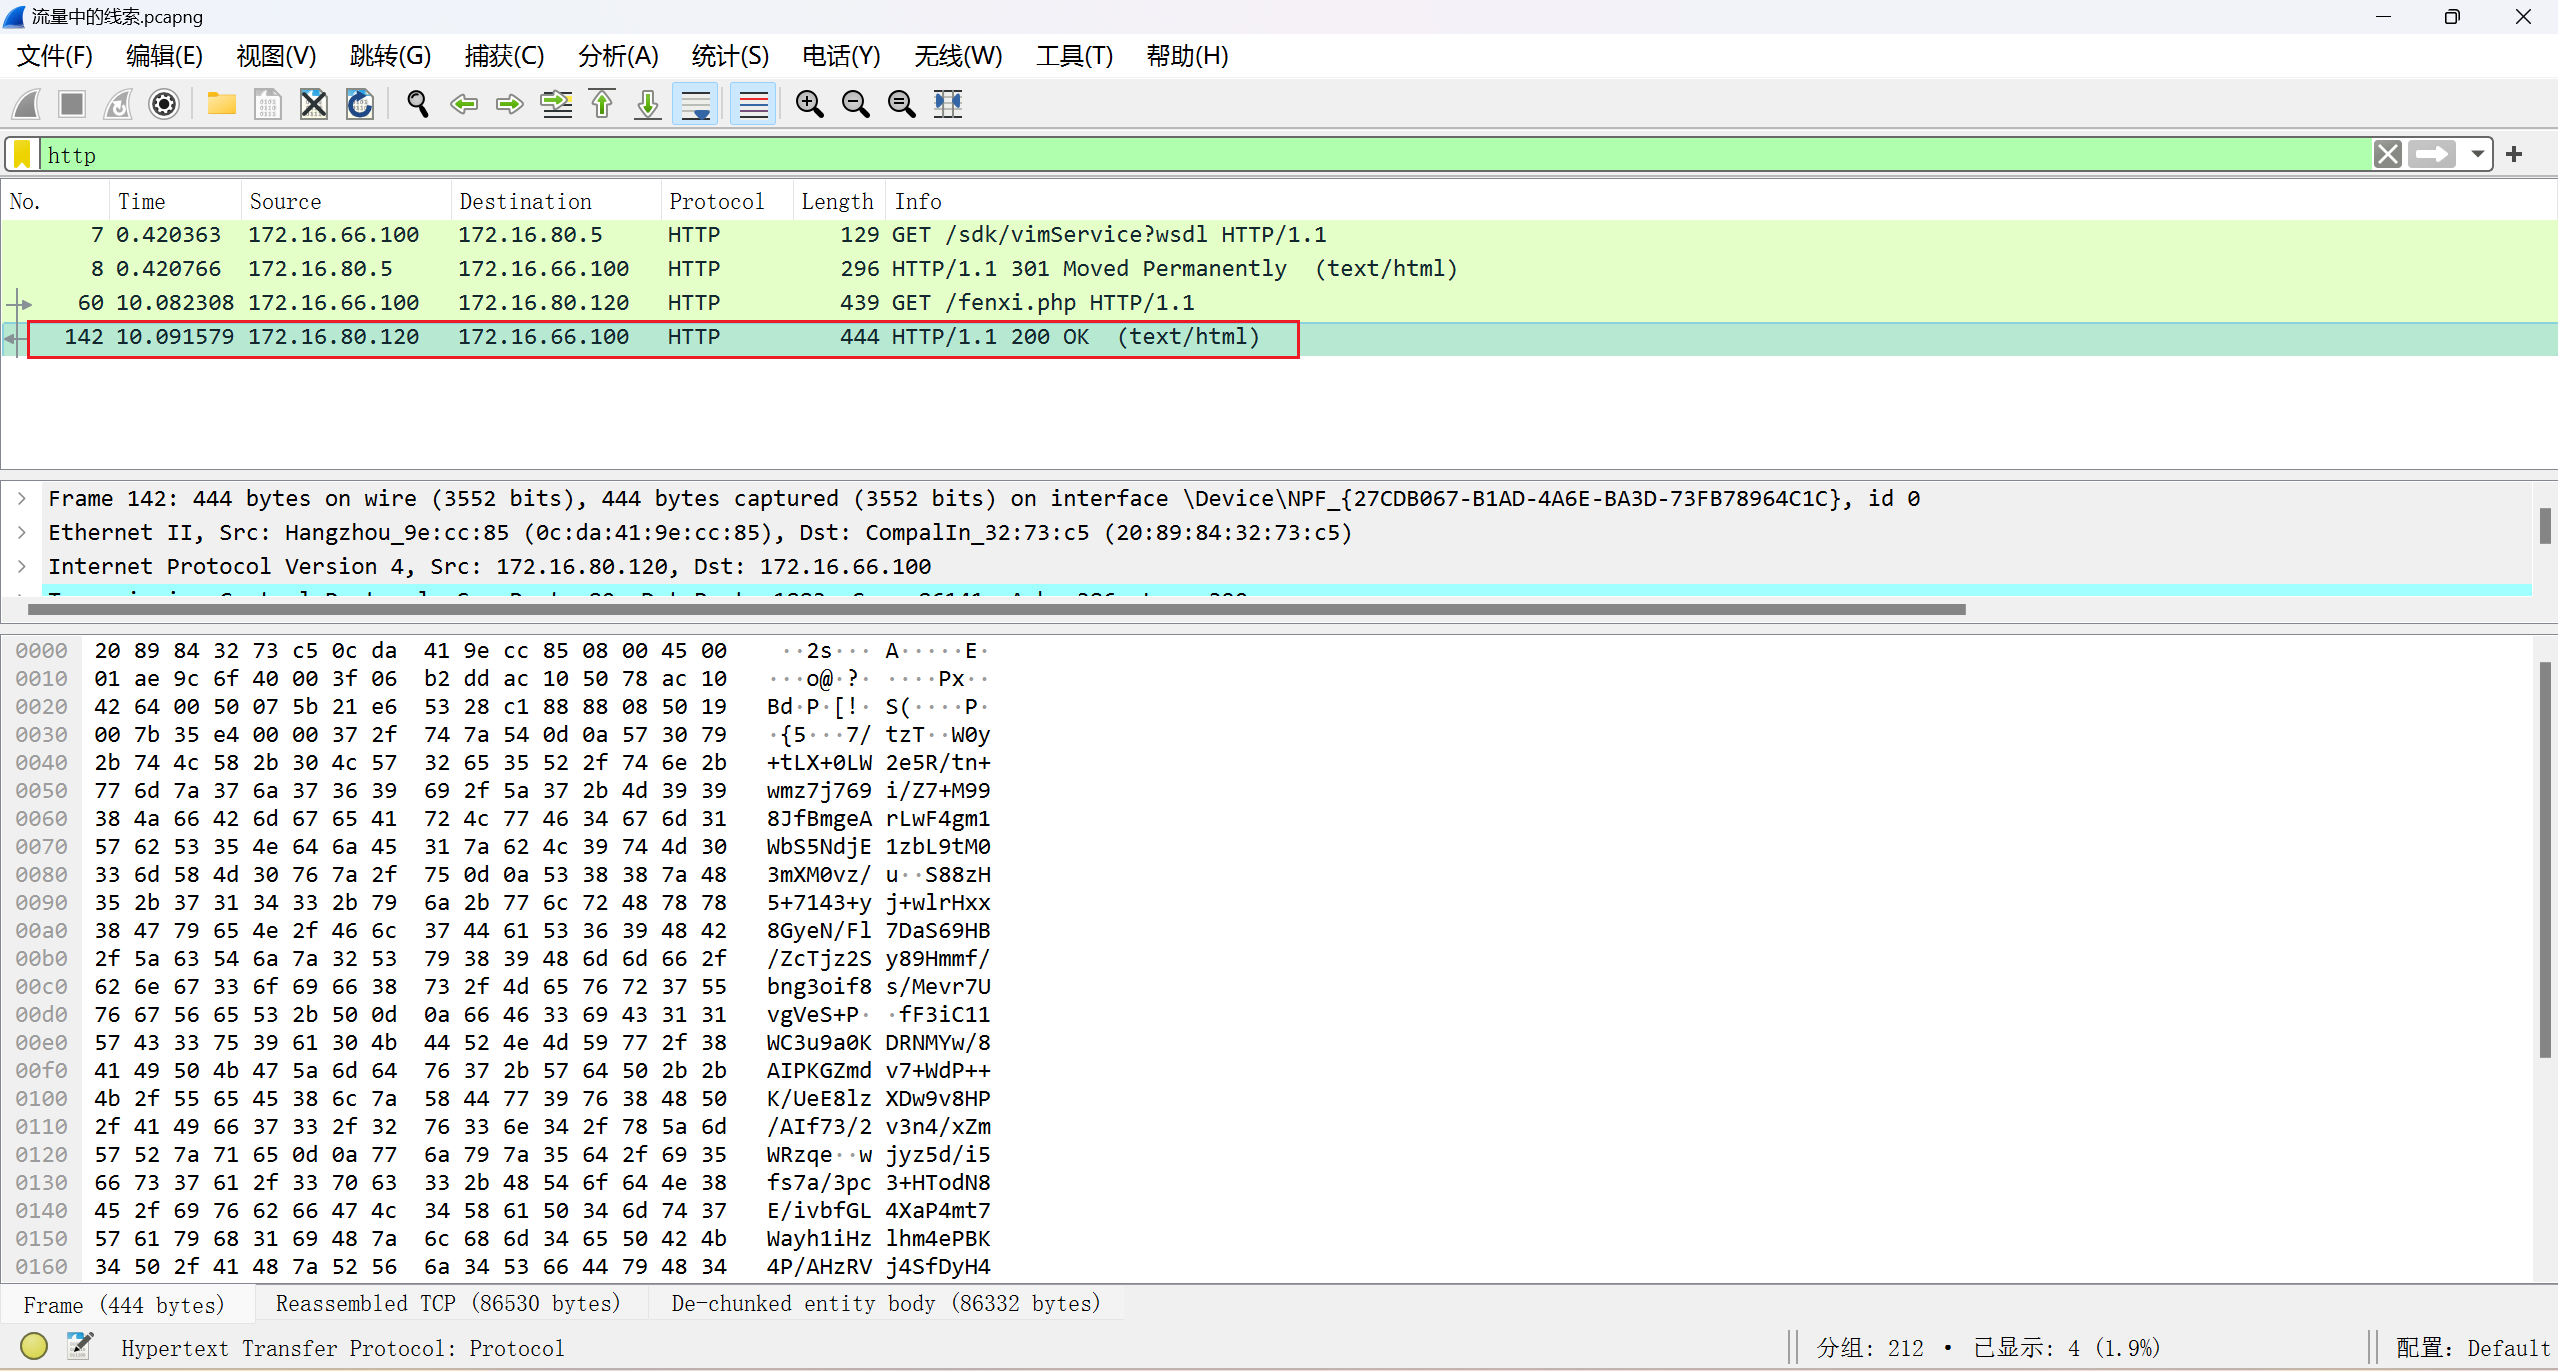 流量中的线索.pcapng
文件(F) 编辑(E) 视图(V) 跳转(G) 捕获(C) 分析(A) 统计(S) 电话(Y) 无线(W) 工具(T) 帮助(H)
http
No. Time Source Destination Protocol Length Info
7 0.420363 172.16.66.100 172.16.80.5 HTTP 129 GET /sdk/vimService?wsdl HTTP/1.1
8 0.420766 172.16.80.5 172.16.66.100 HTTP 296 HTTP/1.1 301 Moved Permanently (text/html)
60 10.082308 172.16.66.100 172.16.80.120 HTTP 439 GET /fenxi.php HTTP/1.1
142 10.091579 172.16.80.120 172.16.66.100 HTTP 444 HTTP/1.1 200 OK (text/html)
Frame 142: 444 bytes on wire (3552 bits), 444 bytes captured (3552 bits) on interface \Device\NPF_{27CDB067-B1AD-4A6E-BA3D-73FB78964C1C}, id 0
Ethernet II, Src: Hangzhou_9e:cc:85 (0c:da:41:9e:cc:85), Dst: CompalIn_32:73:c5 (20:89:84:32:73:c5)
Internet Protocol Version 4, Src: 172.16.80.120, Dst: 172.16.66.100
0000 20 89 84 32 73 c5 0c da 41 9e cc 85 08 00 45 00 ··2s··· A·····E·
0010 01 ae 9c 6f 40 00 3f 06 b2 dd ac 10 50 78 ac 10 ···o@·?· ····Px··
0020 42 64 00 50 07 5b 21 e6 53 28 c1 88 88 08 50 19 Bd·P·[!· S(····P·
0030 00 7b 35 e4 00 00 37 2f 74 7a 54 0d 0a 57 30 79 ·{5···7/ tzT··W0y
0040 2b 74 4c 58 2b 30 4c 57 32 65 35 52 2f 74 6e 2b +tLX+0LW 2e5R/tn+
0050 77 6d 7a 37 6a 37 36 39 69 2f 5a 37 2b 4d 39 39 wmz7j769 i/Z7+M99
0060 38 4a 66 42 6d 67 65 41 72 4c 77 46 34 67 6d 31 8JfBmgeA rLwF4gm1
0070 57 62 53 35 4e 64 6a 45 31 7a 62 4c 39 74 4d 30 WbS5NdjE 1zbL9tM0
0080 33 6d 58 4d 30 76 7a 2f 75 0d 0a 53 38 38 7a 48 3mXM0vz/ u··S88zH
0090 35 2b 37 31 34 33 2b 79 6a 2b 77 6c 72 48 78 78 5+7143+y j+wlrHxx
00a0 38 47 79 65 4e 2f 46 6c 37 44 61 53 36 39 48 42 8GyeN/Fl 7DaS69HB
00b0 2f 5a 63 54 6a 7a 32 53 79 38 39 48 6d 6d 66 2f /ZcTjz2S y89Hmmf/
00c0 62 6e 67 33 6f 69 66 38 73 2f 4d 65 76 72 37 55 bng3oif8 s/Mevr7U
00d0 76 67 56 65 53 2b 50 0d 0a 66 46 33 69 43 31 31 vgVeS+P· ·fF3iC11
00e0 57 43 33 75 39 61 30 4b 44 52 4e 4d 59 77 2f 38 WC3u9a0K DRNMYw/8
00f0 41 49 50 4b 47 5a 6d 64 76 37 2b 57 64 50 2b 2b AIPKGZmd v7+WdP++
0100 4b 2f 55 65 45 38 6c 7a 58 44 77 39 76 38 48 50 K/UeE8lz XDw9v8HP
0110 2f 41 49 66 37 33 2f 32 76 33 6e 34 2f 78 5a 6d /AIf73/2 v3n4/xZm
0120 57 52 7a 71 65 0d 0a 77 6a 79 7a 35 64 2f 69 35 WRzqe··w jyz5d/i5
0130 66 73 37 61 2f 33 70 63 33 2b 48 54 6f 64 4e 38 fs7a/3pc 3+HTodN8
0140 45 2f 69 76 62 66 47 4c 34 58 61 50 34 6d 74 37 E/ivbfGL 4XaP4mt7
0150 57 61 79 68 31 69 48 7a 6c 68 6d 34 65 50 42 4b Wayh1iHz lhm4ePBK
0160 34 50 2f 41 48 7a 52 56 6a 34 53 66 44 79 48 34 4P/AHzRV j4SfDyH4
Frame (444 bytes) Reassembled TCP (86530 bytes) De-chunked entity body (86332 bytes)
Hypertext Transfer Protocol: Protocol 分组: 212 · 已显示: 4 (1.9%) 配置: Default